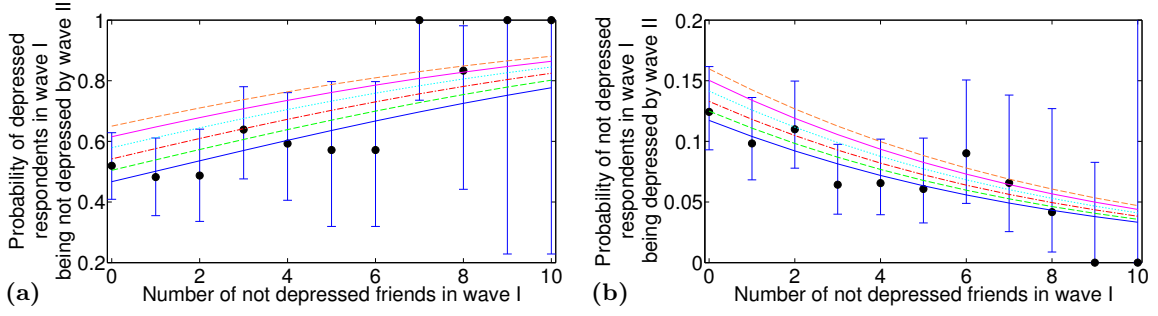 Probability of depressed
respondents in wave I
being not depressed by wave II
1
0.8
0.6
0.4
0.2
0 2 4 6 8 10
(a) Number of not depressed friends in wave I
Probability of not depressed
respondents in wave I
being depressed by wave II
0.2
0.15
0.1
0.05
0
0 2 4 6 8 10
(b) Number of not depressed friends in wave I